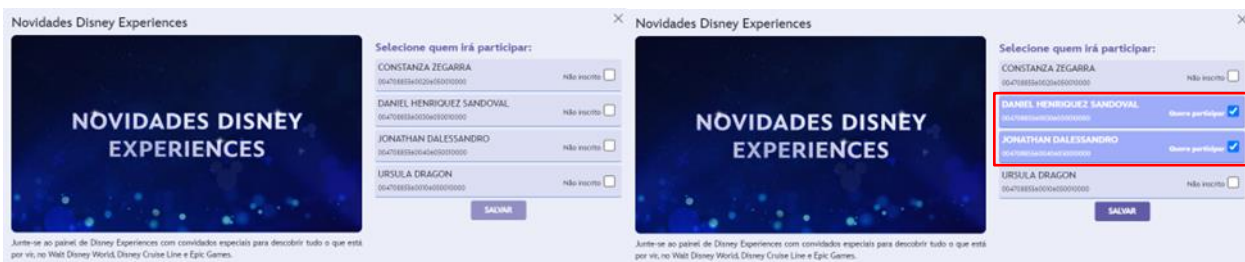 Novidades Disney Experiences
×
NOVIDADES DISNEY
EXPERIENCES
Junte-se ao painel de Disney Experiences com convidados especiais para descobrir tudo o que está
por vir, no Walt Disney World, Disney Cruise Line e Epic Games.
Selecione quem irá participar:
CONSTANZA ZEGARRA
Não inscrito
DANIEL HENRIQUEZ SANDOVAL
Não inscrito
JONATHAN DALESSANDRO
Não inscrito
URSULA DRAGON
Não inscrito
SALVAR
Novidades Disney Experiences
×
NOVIDADES DISNEY
EXPERIENCES
Junte-se ao painel de Disney Experiences com convidados especiais para descobrir tudo o que está
por vir, no Walt Disney World, Disney Cruise Line e Epic Games.
Selecione quem irá participar:
CONSTANZA ZEGARRA
Não inscrito
DANIEL HENRIQUEZ SANDOVAL
Quero participar
JONATHAN DALESSANDRO
Quero participar
URSULA DRAGON
Não inscrito
SALVAR